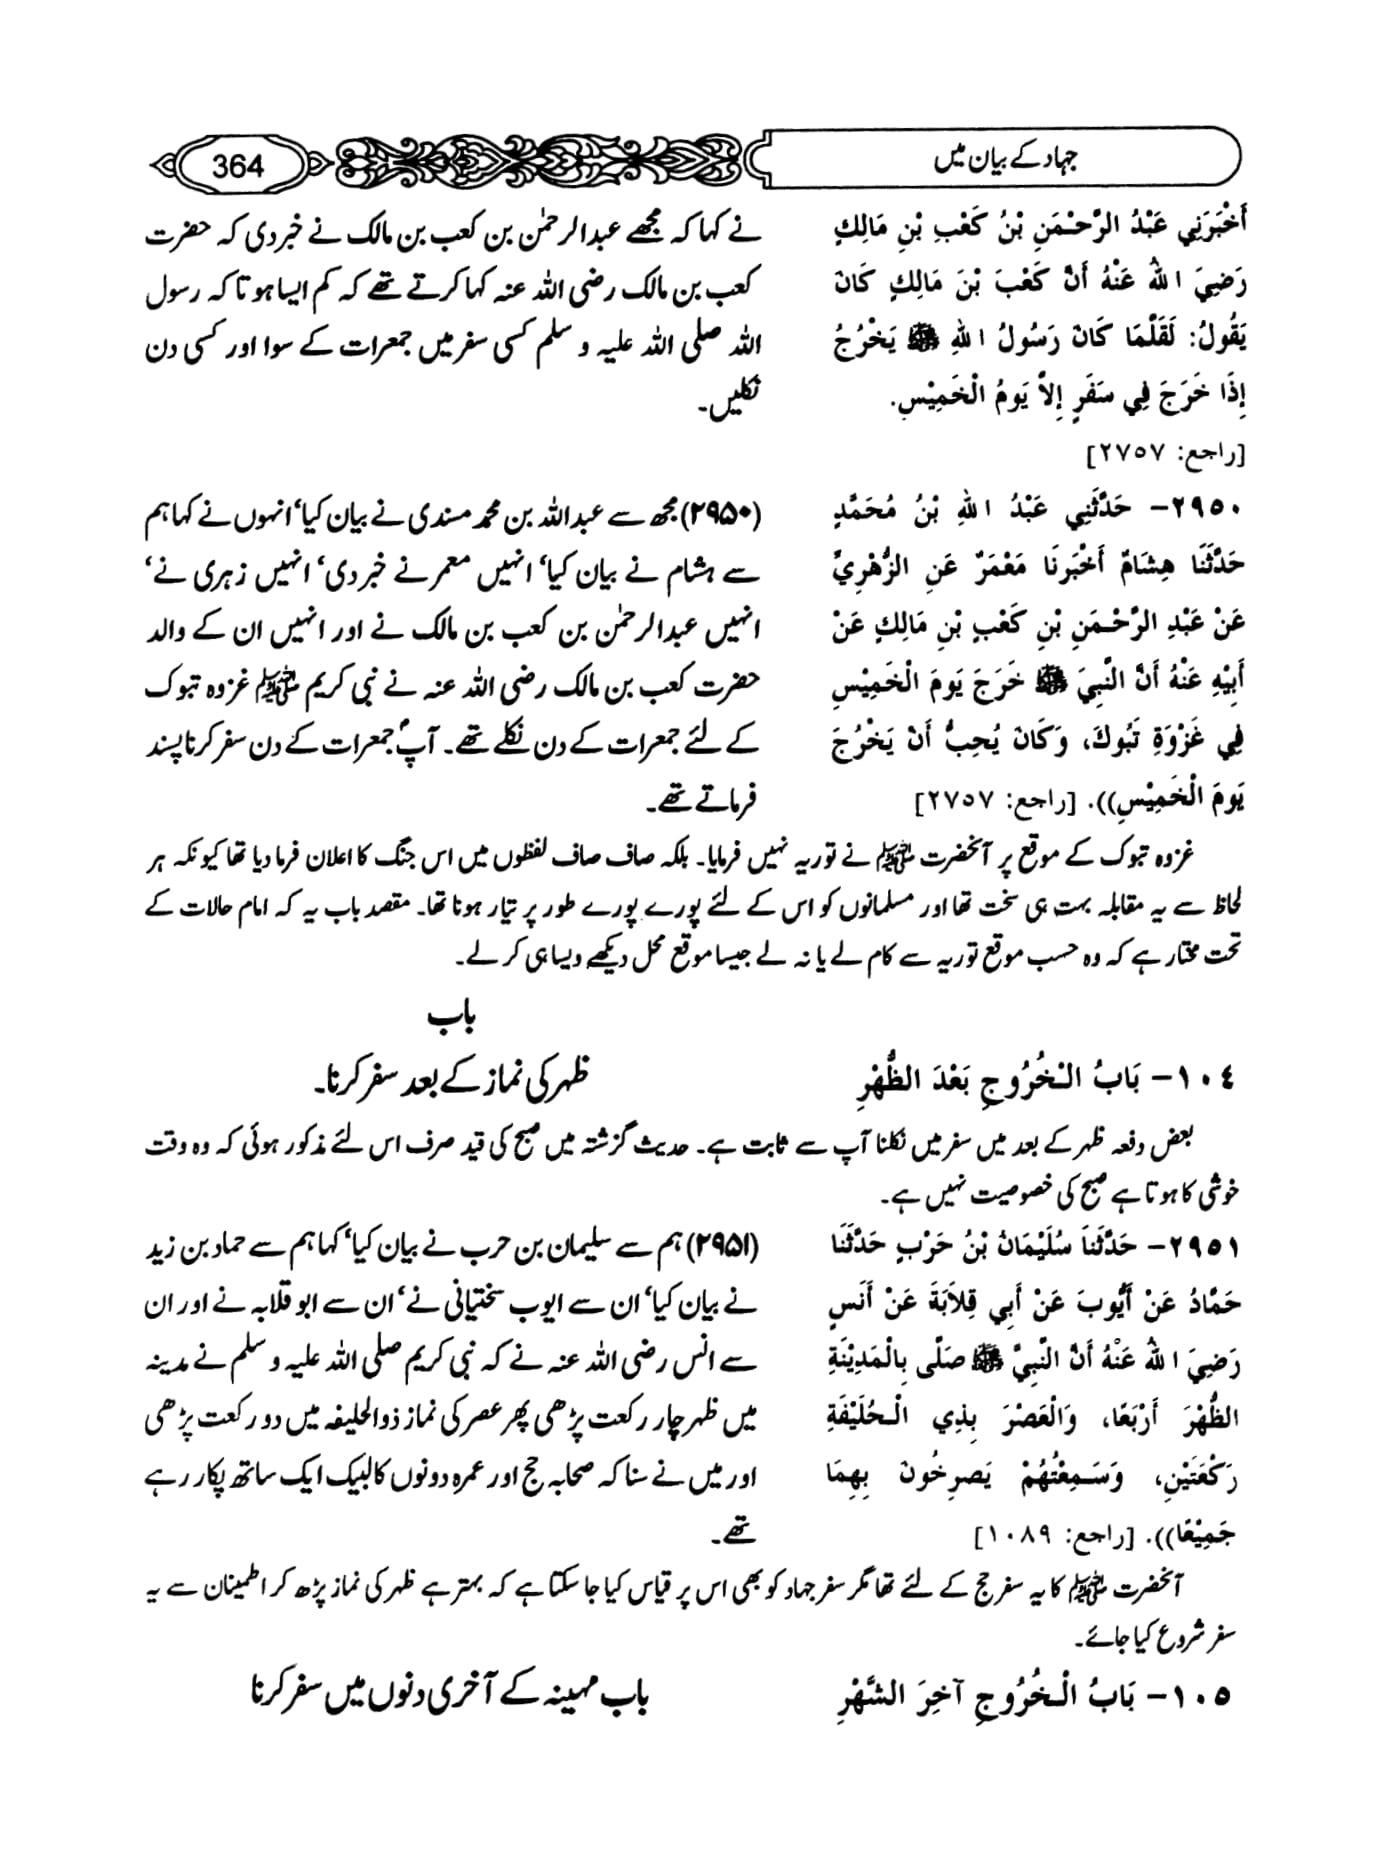 جہاد کے بیان میں
364
أَخْبَرَنِي عَبْدُ الرَّحْمَنِ بْنُ كَعْبِ بْنِ مَالِكٍ
رَضِيَ اللهُ عَنْهُ أَنَّ كَعْبَ بْنَ مَالِكٍ كَانَ
يَقُولُ: لَقَلَّمَا كَانَ رَسُولُ اللهِ ﷺ يَخْرُجُ
إِذَا خَرَجَ فِي سَفَرٍ إِلاَّ يَومُ الْخَمِيْسِ.
[راجع: ٢٧٥٧]
نے کہا کہ مجھے عبدالرحمٰن بن کعب بن مالک نے خبر دی کہ حضرت
کعب بن مالک رضی اللہ عنہ کہا کرتے تھے کہ کم ایسا ہوتا کہ رسول
اللہ صلی اللہ علیہ و سلم کسی سفر میں جمعرات کے سوا اور کسی دن
نکلیں۔
٢٩٥٠- حَدَّثَنِي عَبْدُ اللهِ بْنُ مُحَمَّدٍ
حَدَّثَنَا هِشَامٌ أَخْبَرنَا مَعْمَرٌ عَنِ الزُّهْرِيِّ
عَنْ عَبْدِ الرَّحْمَنِ بْنِ كَعْبِ بْنِ مَالِكٍ عَنْ
أَبِيْهِ عَنْهُ أَنَّ النَّبِيَ ﷺ خَرَجَ يَومَ الْخَمِيْسِ
فِي غَزْوَةِ تَبُوكَ، وَكَانَ يُحِبُّ أَنْ يَخْرُجَ
يَومَ الْخَمِيْسِ)). [راجع: ٢٧٥٧]
(۲۹۵۰) مجھ سے عبداللہ بن محمد مسندی نے بیان کیا‘ انہوں نے کہا ہم
سے ہشام نے بیان کیا‘ انہیں معمر نے خبر دی‘ انہیں زہری نے‘
انہیں عبدالرحمٰن بن کعب بن مالک نے اور انہیں ان کے والد
حضرت کعب بن مالک رضی اللہ عنہ نے نبی کریم ﷺ غزوہ تبوک
کے لئے جمعرات کے دن نکلے تھے۔ آپؐ جمعرات کے دن سفر کرنا پسند
فرماتے تھے۔
غزوہ تبوک کے موقع پر آنحضرت ﷺ نے توریہ نہیں فرمایا۔ بلکہ صاف صاف لفظوں میں اس جنگ کا اعلان فرما دیا تھا کیونکہ ہر
لحاظ سے یہ مقابلہ بہت ہی سخت تھا اور مسلمانوں کو اس کے لئے پورے پورے طور پر تیار ہونا تھا۔ مقصد باب یہ کہ امام حالات کے
تحت مختار ہے کہ وہ حسب موقع توریہ سے کام لے یا نہ لے جیسا موقع محل دیکھے ویسا ہی کر لے۔
باب
١٠٤- بَابُ الْخُرُوجِ بَعْدَ الظُّهْرِ
ظہر کی نماز کے بعد سفر کرنا۔
بعض دفعہ ظہر کے بعد میں سفر میں نکلنا آپ سے ثابت ہے۔ حدیث گزشتہ میں صبح کی قید صرف اس لئے مذکور ہوئی کہ وہ وقت
خوشی کا ہوتا ہے صبح کی خصوصیت نہیں ہے۔
٢٩٥١- حَدَّثَنَا سُلَيْمَانُ بْنُ حَرْبٍ حَدَّثَنَا
حَمَّادُ عَنْ أَيُّوبَ عَنْ أَبِي قِلاَبَةَ عَنْ أَنَسٍ
رَضِيَ اللهُ عَنْهُ أَنَّ النَّبِيَّ ﷺ صَلَّى بِالْمَدِيْنَةِ
الظُّهْرَ أَرْبَعًا، وَالْعَصْرَ بِذِي الْحُلَيْفَةِ
رَكْعَتَيْنِ، وَسَمِعْتُهُمْ يَصرِخُونَ بِهِمَا
جَمِيْعًا)). [راجع: ١٠٨٩]
(۲۹۵۱) ہم سے سلیمان بن حرب نے بیان کیا‘ کہا ہم سے حماد بن زید
نے بیان کیا‘ ان سے ایوب سختیانی نے‘ ان سے ابو قلابہ نے اور ان
سے انس رضی اللہ عنہ نے کہ نبی کریم صلی اللہ علیہ و سلم نے مدینہ
میں ظہر چار رکعت پڑھی پھر عصر کی نماز ذوالحلیفہ میں دو رکعت پڑھی
اور میں نے سنا کہ صحابہ حج اور عمرہ دونوں کا لبیک ایک ساتھ پکار رہے
تھے۔
آنحضرت ﷺ کا یہ سفر حج کے لئے تھا مگر سفر جہاد کو بھی اس پر قیاس کیا جا سکتا ہے کہ بہتر ہے ظہر کی نماز پڑھ کر اطمینان سے یہ
سفر شروع کیا جائے۔
١٠٥- بَابُ الْخُرُوجِ آخِرَ الشَّهْرِ
باب مہینہ کے آخری دنوں میں سفر کرنا